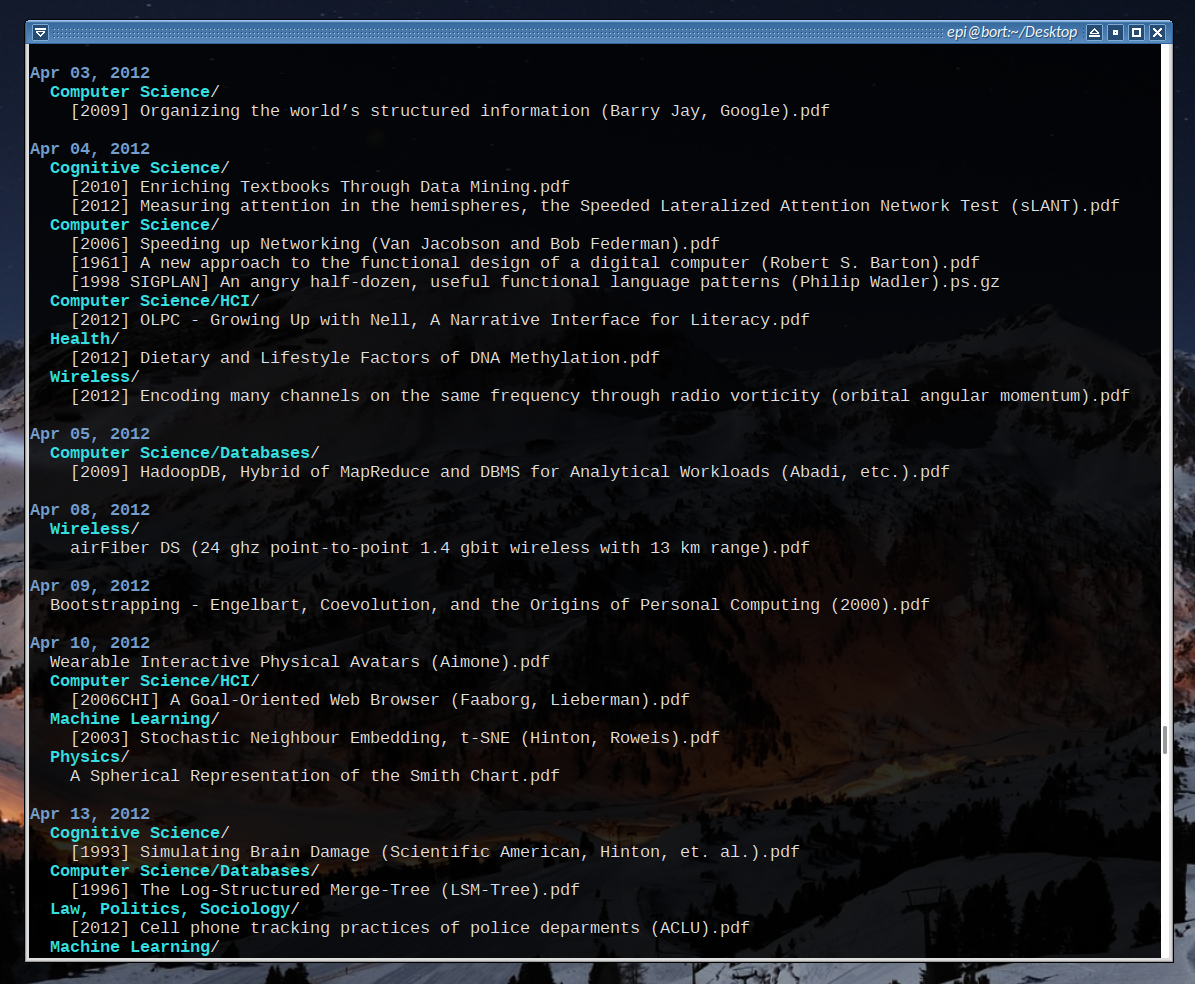 epi@bort:~/Desktop
Apr 03, 2012
Computer Science/
[2009] Organizing the world’s structured information (Barry Jay, Google).pdf
Apr 04, 2012
Cognitive Science/
[2010] Enriching Textbooks Through Data Mining.pdf
[2012] Measuring attention in the hemispheres, the Speeded Lateralized Attention Network Test (sLANT).pdf
Computer Science/
[2006] Speeding up Networking (Van Jacobson and Bob Federman).pdf
[1961] A new approach to the functional design of a digital computer (Robert S. Barton).pdf
[1998 SIGPLAN] An angry half-dozen, useful functional language patterns (Philip Wadler).ps.gz
Computer Science/HCI/
[2012] OLPC - Growing Up with Nell, A Narrative Interface for Literacy.pdf
Health/
[2012] Dietary and Lifestyle Factors of DNA Methylation.pdf
Wireless/
[2012] Encoding many channels on the same frequency through radio vorticity (orbital angular momentum).pdf
Apr 05, 2012
Computer Science/Databases/
[2009] HadoopDB, Hybrid of MapReduce and DBMS for Analytical Workloads (Abadi, etc.).pdf
Apr 08, 2012
Wireless/
airFiber DS (24 ghz point-to-point 1.4 gbit wireless with 13 km range).pdf
Apr 09, 2012
Bootstrapping - Engelbart, Coevolution, and the Origins of Personal Computing (2000).pdf
Apr 10, 2012
Wearable Interactive Physical Avatars (Aimone).pdf
Computer Science/HCI/
[2006CHI] A Goal-Oriented Web Browser (Faaborg, Lieberman).pdf
Machine Learning/
[2003] Stochastic Neighbour Embedding, t-SNE (Hinton, Roweis).pdf
Physics/
A Spherical Representation of the Smith Chart.pdf
Apr 13, 2012
Cognitive Science/
[1993] Simulating Brain Damage (Scientific American, Hinton, et. al.).pdf
Computer Science/Databases/
[1996] The Log-Structured Merge-Tree (LSM-Tree).pdf
Law, Politics, Sociology/
[2012] Cell phone tracking practices of police deparments (ACLU).pdf
Machine Learning/